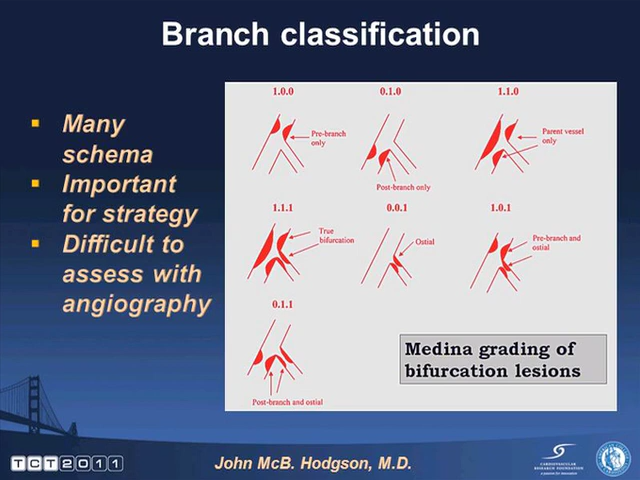 Branch classification
▪ Many
schema
▪ Important
for strategy
▪ Difficult to
assess with
angiography
1.0.0
Pre-branch
only
0.1.0
Post-branch only
1.1.0
Parent vessel
only
1.1.1
True
bifurcation
0.0.1
Ostial
1.0.1
Pre-branch and
ostial
0.1.1
Post-branch and ostial
Medina grading of
bifurcation lesions
TCT2011
John McB. Hodgson, M.D.
CARDIOVASCULAR
RESEARCH FOUNDATION